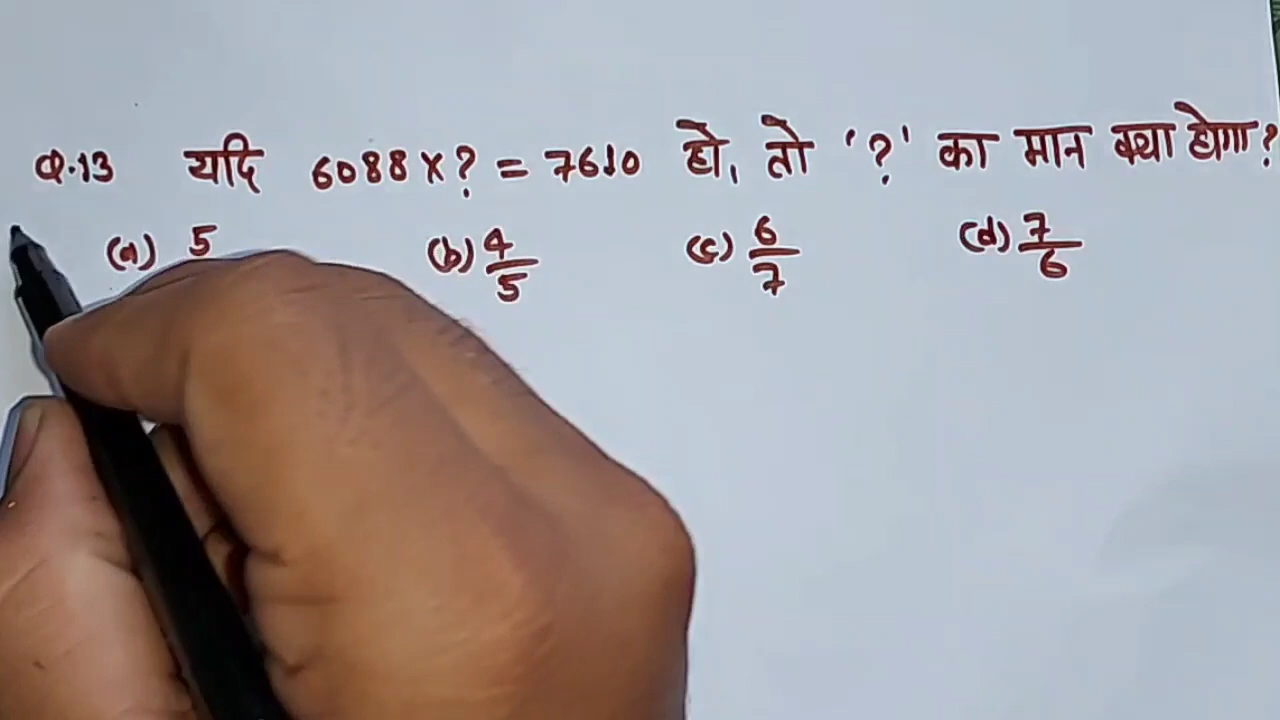 Q.13 यदि 6088 × ? = 7610 हो, तो '?' का मान क्या होगा?
(a) 5 (b) 4/5 (c) 6/7 (d) 7/6